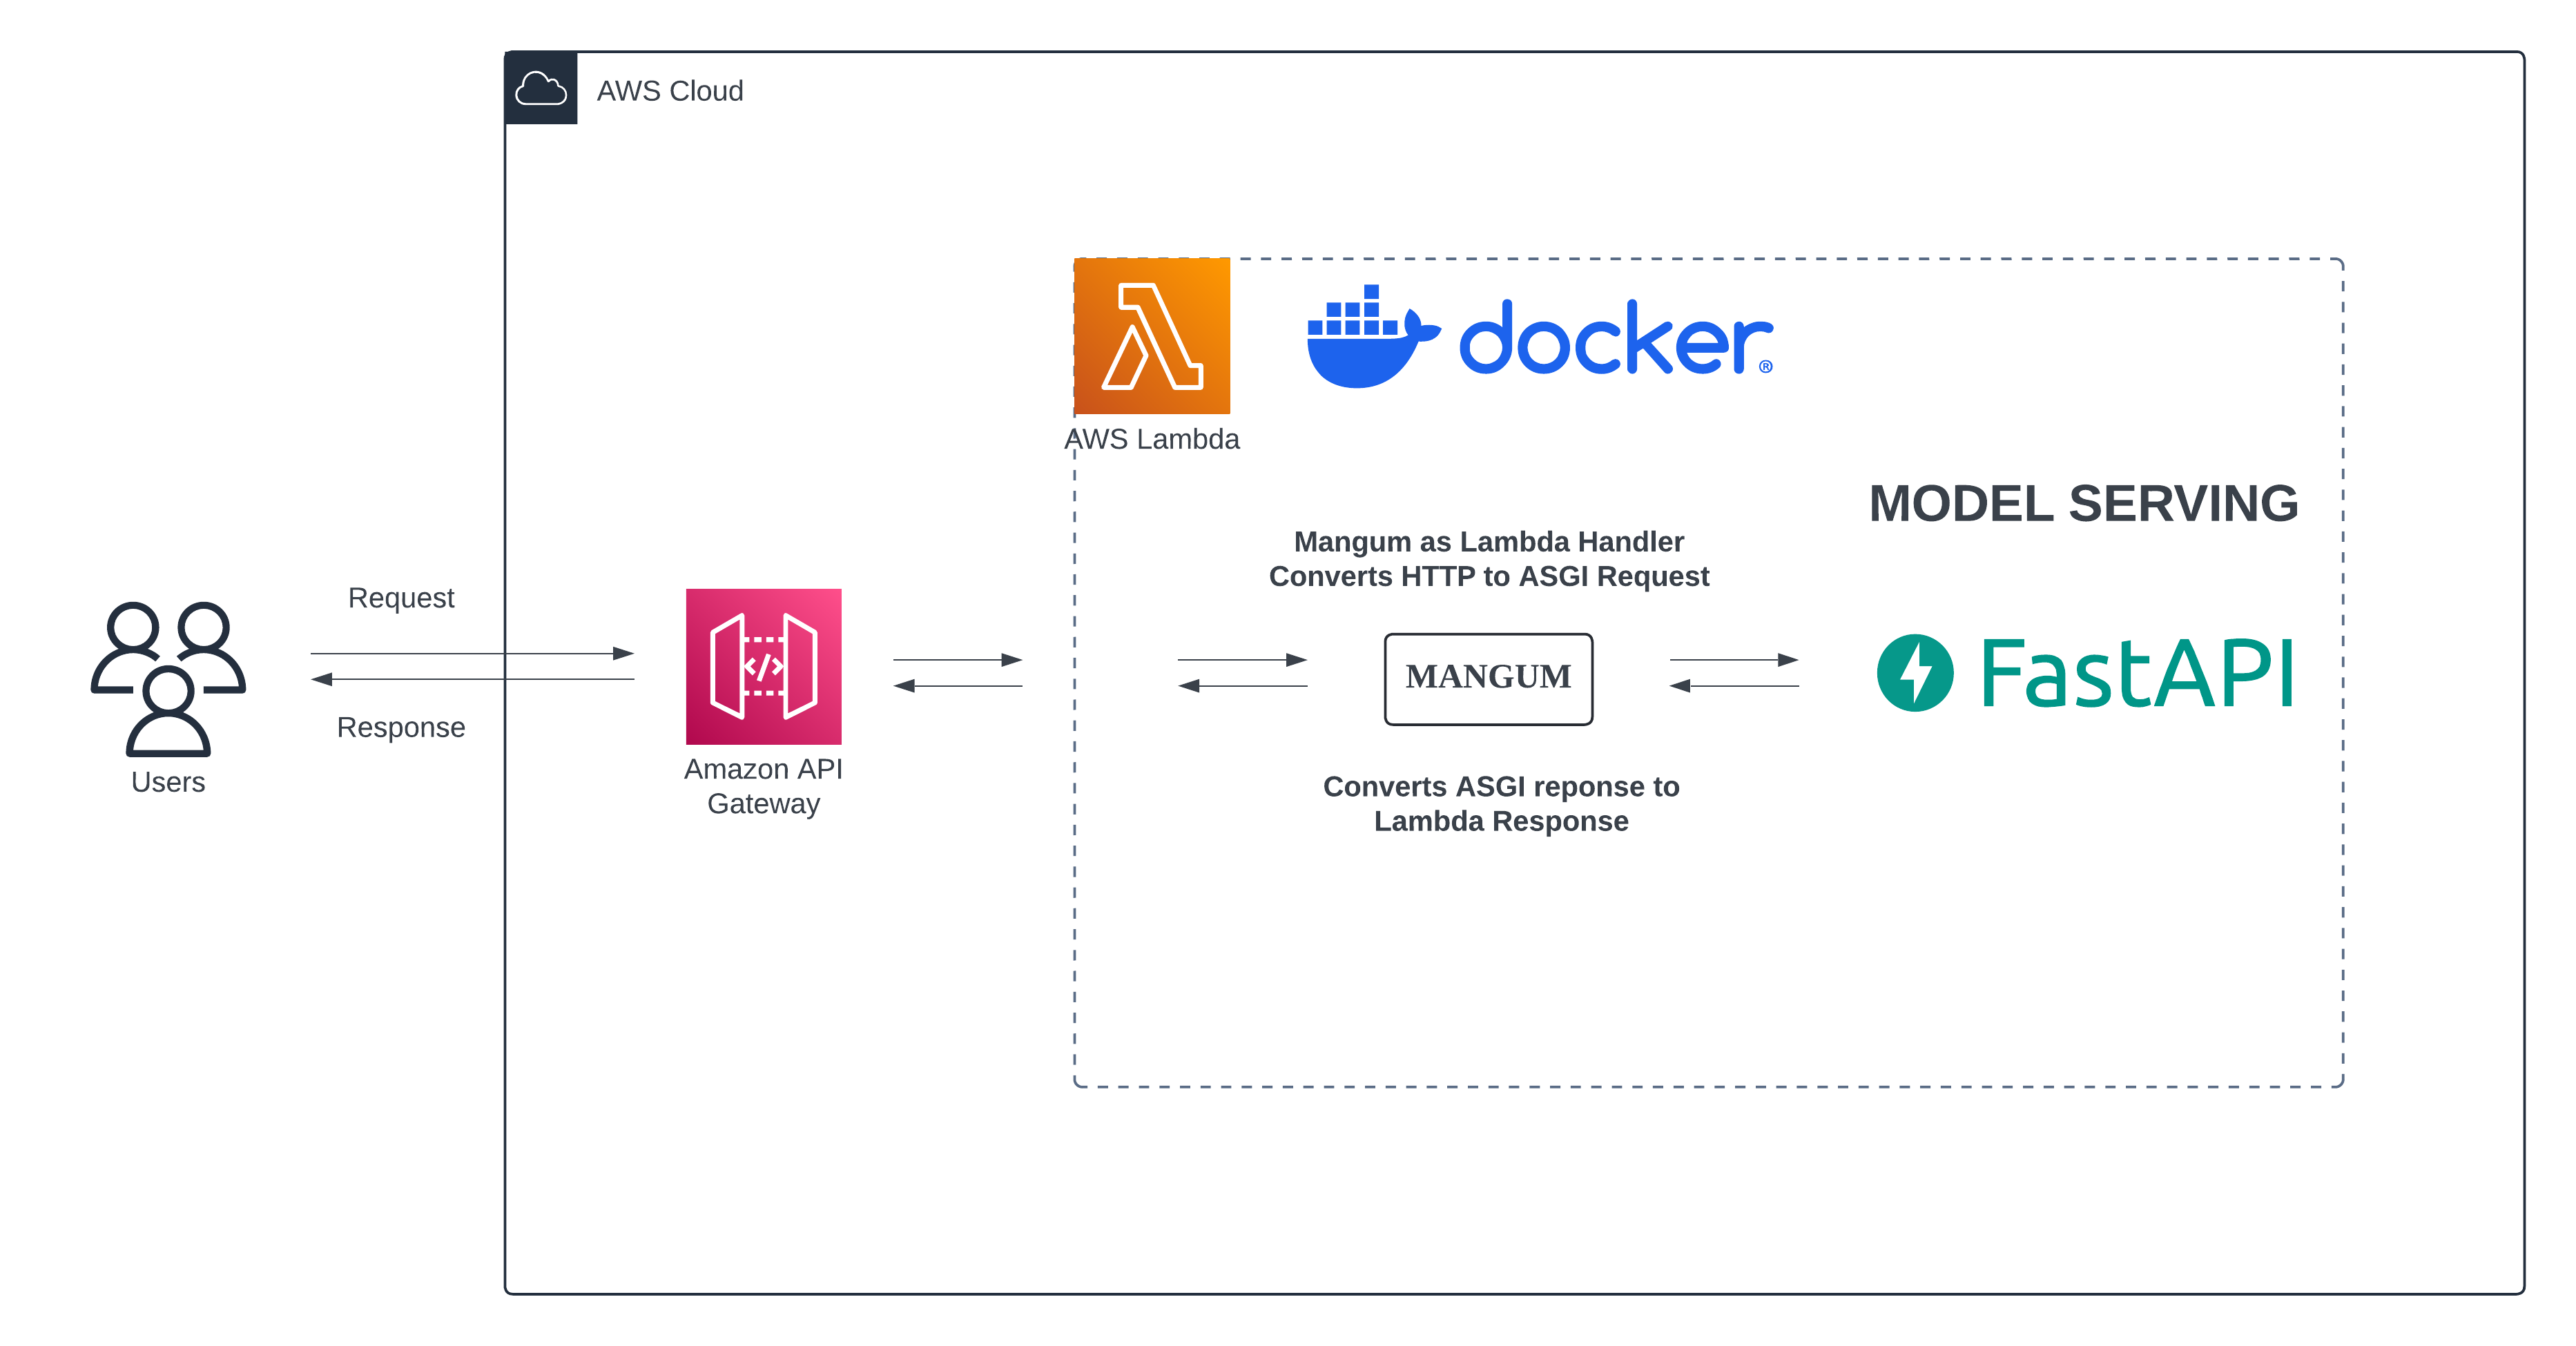 AWS Cloud
docker®
AWS Lambda
MODEL SERVING
Mangum as Lambda Handler
Converts HTTP to ASGI Request
Request
MANGUM
FastAPI
Response
Users
Amazon API
Gateway
Converts ASGI reponse to
Lambda Response